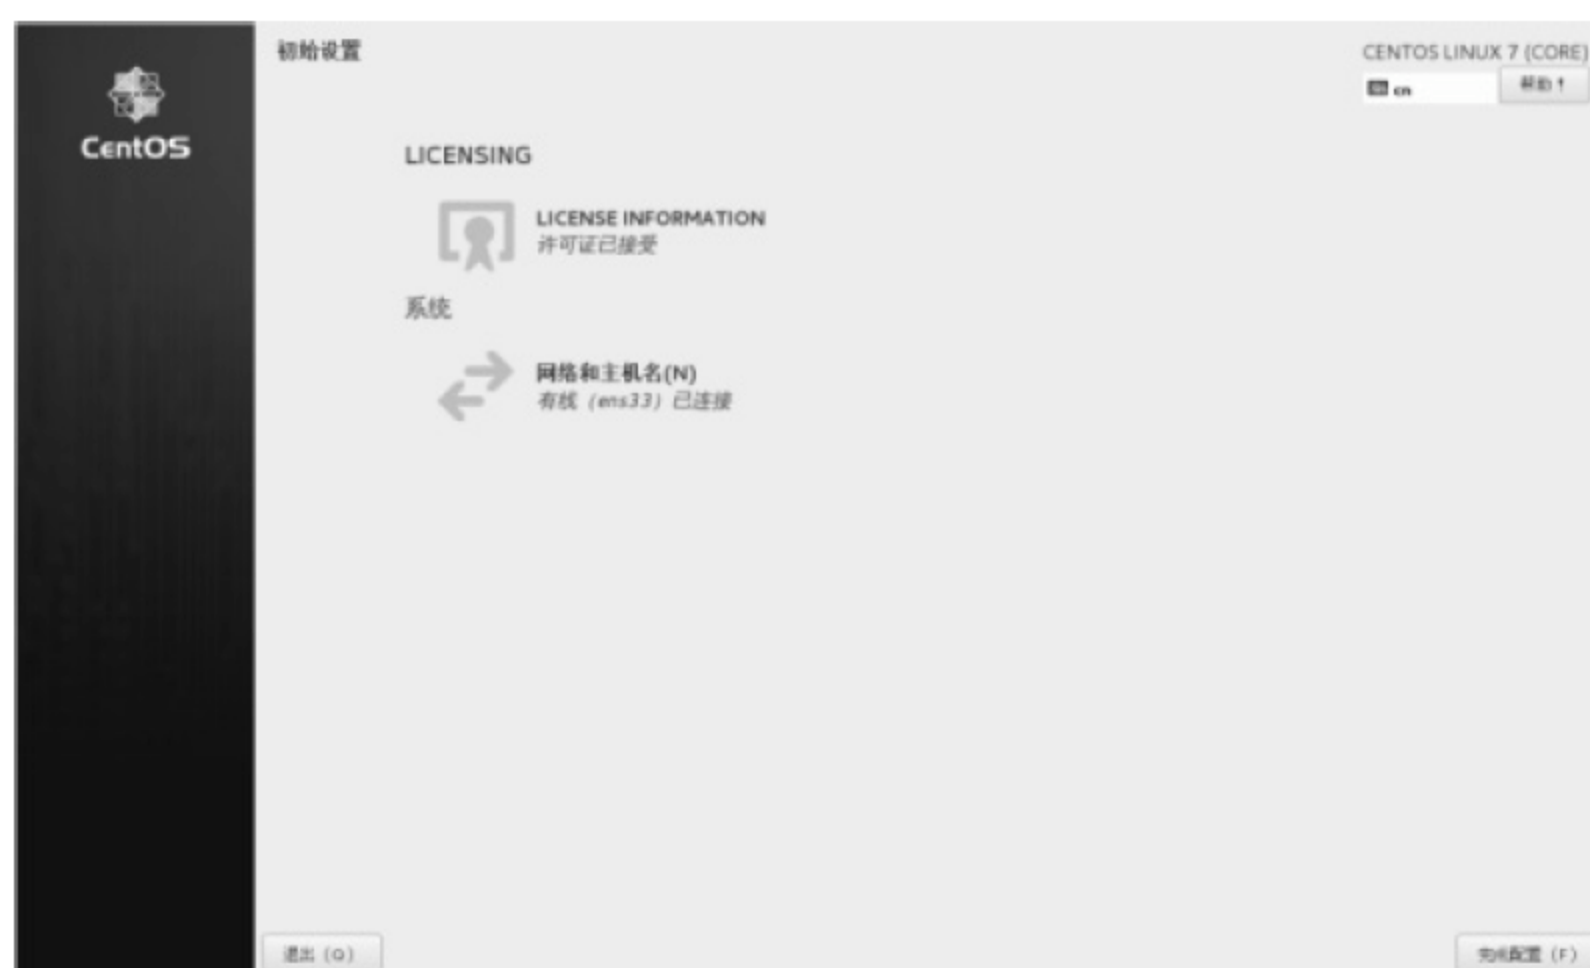 初始设置
CENTOS LINUX 7 (CORE)
cn
帮助!
CentOS
LICENSING
LICENSE INFORMATION
许可证已接受
系统
网络和主机名(N)
有线（ens33）已连接
退出（Q）
完成配置（F）